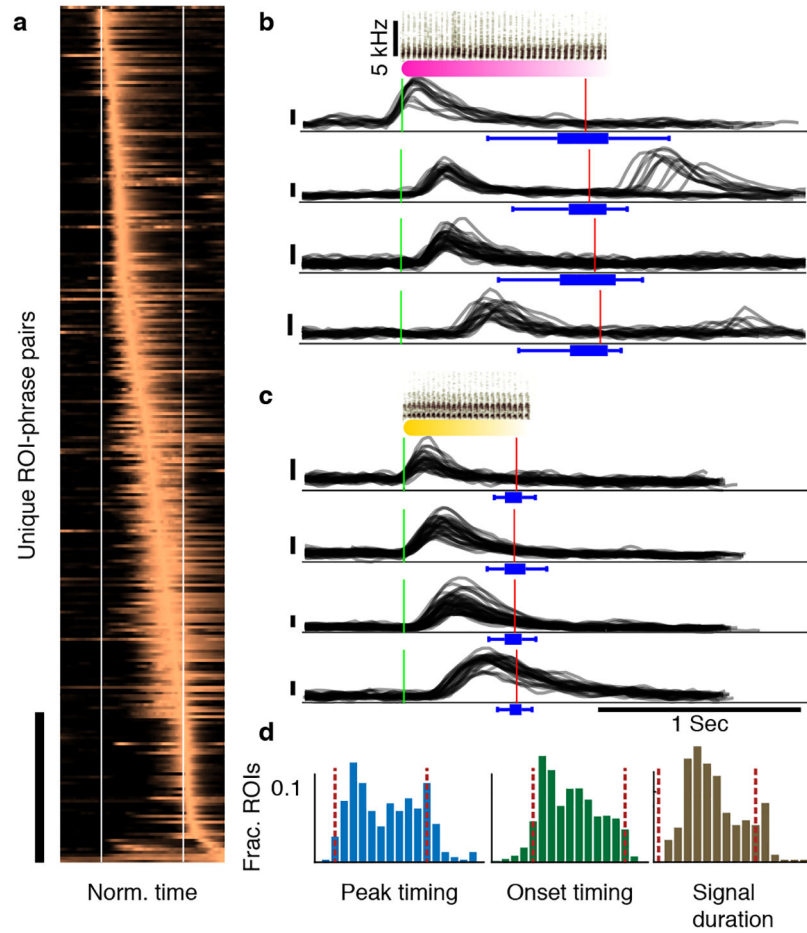 a
Unique ROI-phrase pairs
Norm. time
b
5 kHz
c
1 Sec
d
Frac. ROIs
0.1
Peak timing
Onset timing
Signal
duration